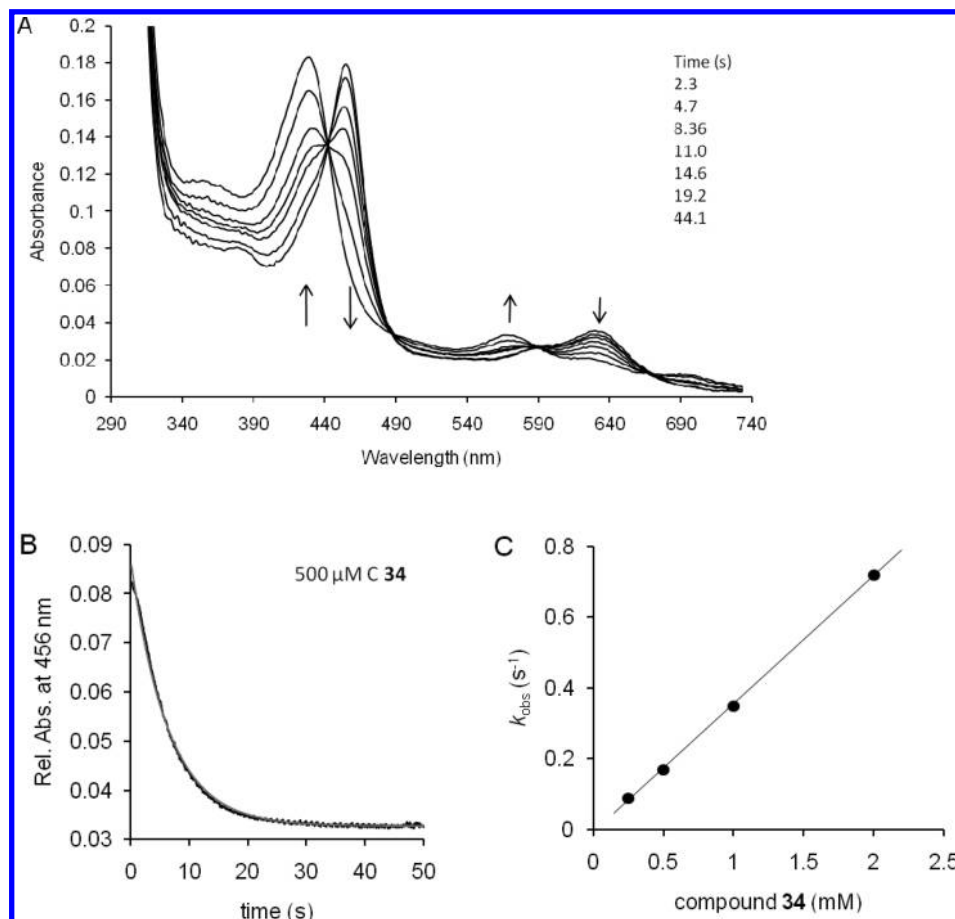 A
0.2
0.18
0.16
0.14
0.12
0.1
0.08
0.06
0.04
0.02
0
Absorbance
290 340 390 440 490 540 590 640 690 740
Wavelength (nm)
Time (s)
2.3
4.7
8.36
11.0
14.6
19.2
44.1
B
0.09
0.08
0.07
0.06
0.05
0.04
0.03
Rel. Abs. at 456 nm
500 µM C 34
0 10 20 30 40 50
time (s)
C
0.8
0.6
0.4
0.2
0
kobs (s-1)
0 0.5 1 1.5 2 2.5
compound 34 (mM)